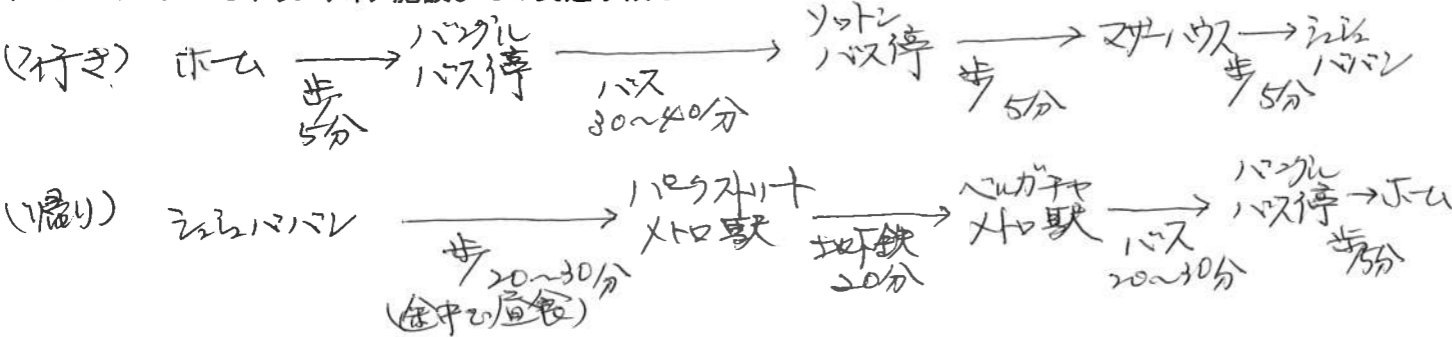 (行き) ホーム → バングル バス停 → ソットン バス停 → マザーハウス → シシュ ババン
歩 5分 バス 30〜40分 歩 5分 歩 5分
(帰り) シシュババン → パークストリート メトロ駅 → ベルガチヤ メトロ駅 → バングル バス停 → ホーム
歩 20〜30分 地下鉄 20分 バス 20〜30分 歩 5分
(途中で昼食)